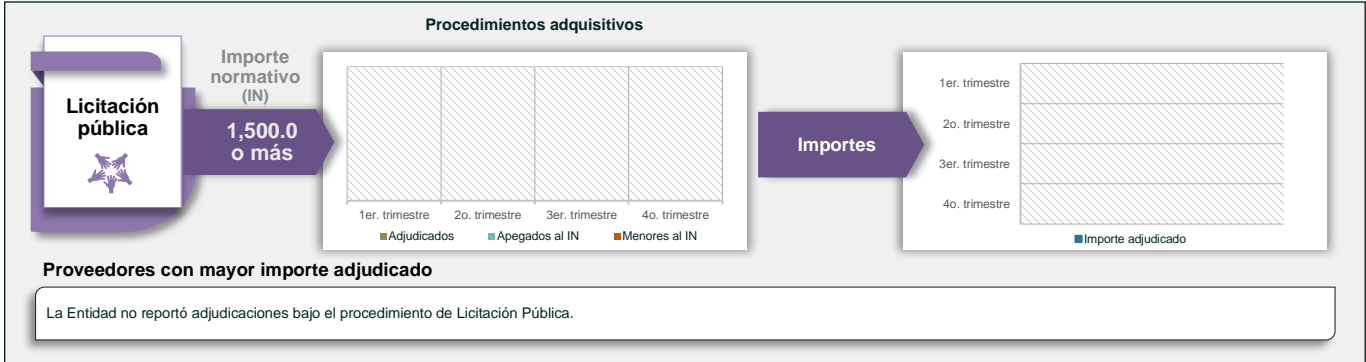 Procedimientos adquisitivos
Licitación
pública
Importe
normativo
(IN)
1,500.0
o más
1er. trimestre 2o. trimestre 3er. trimestre 4o. trimestre
Adjudicados Apegados al IN Menores al IN
Importes
1er. trimestre
2o. trimestre
3er. trimestre
4o. trimestre
Importe adjudicado
Proveedores con mayor importe adjudicado
La Entidad no reportó adjudicaciones bajo el procedimiento de Licitación Pública.